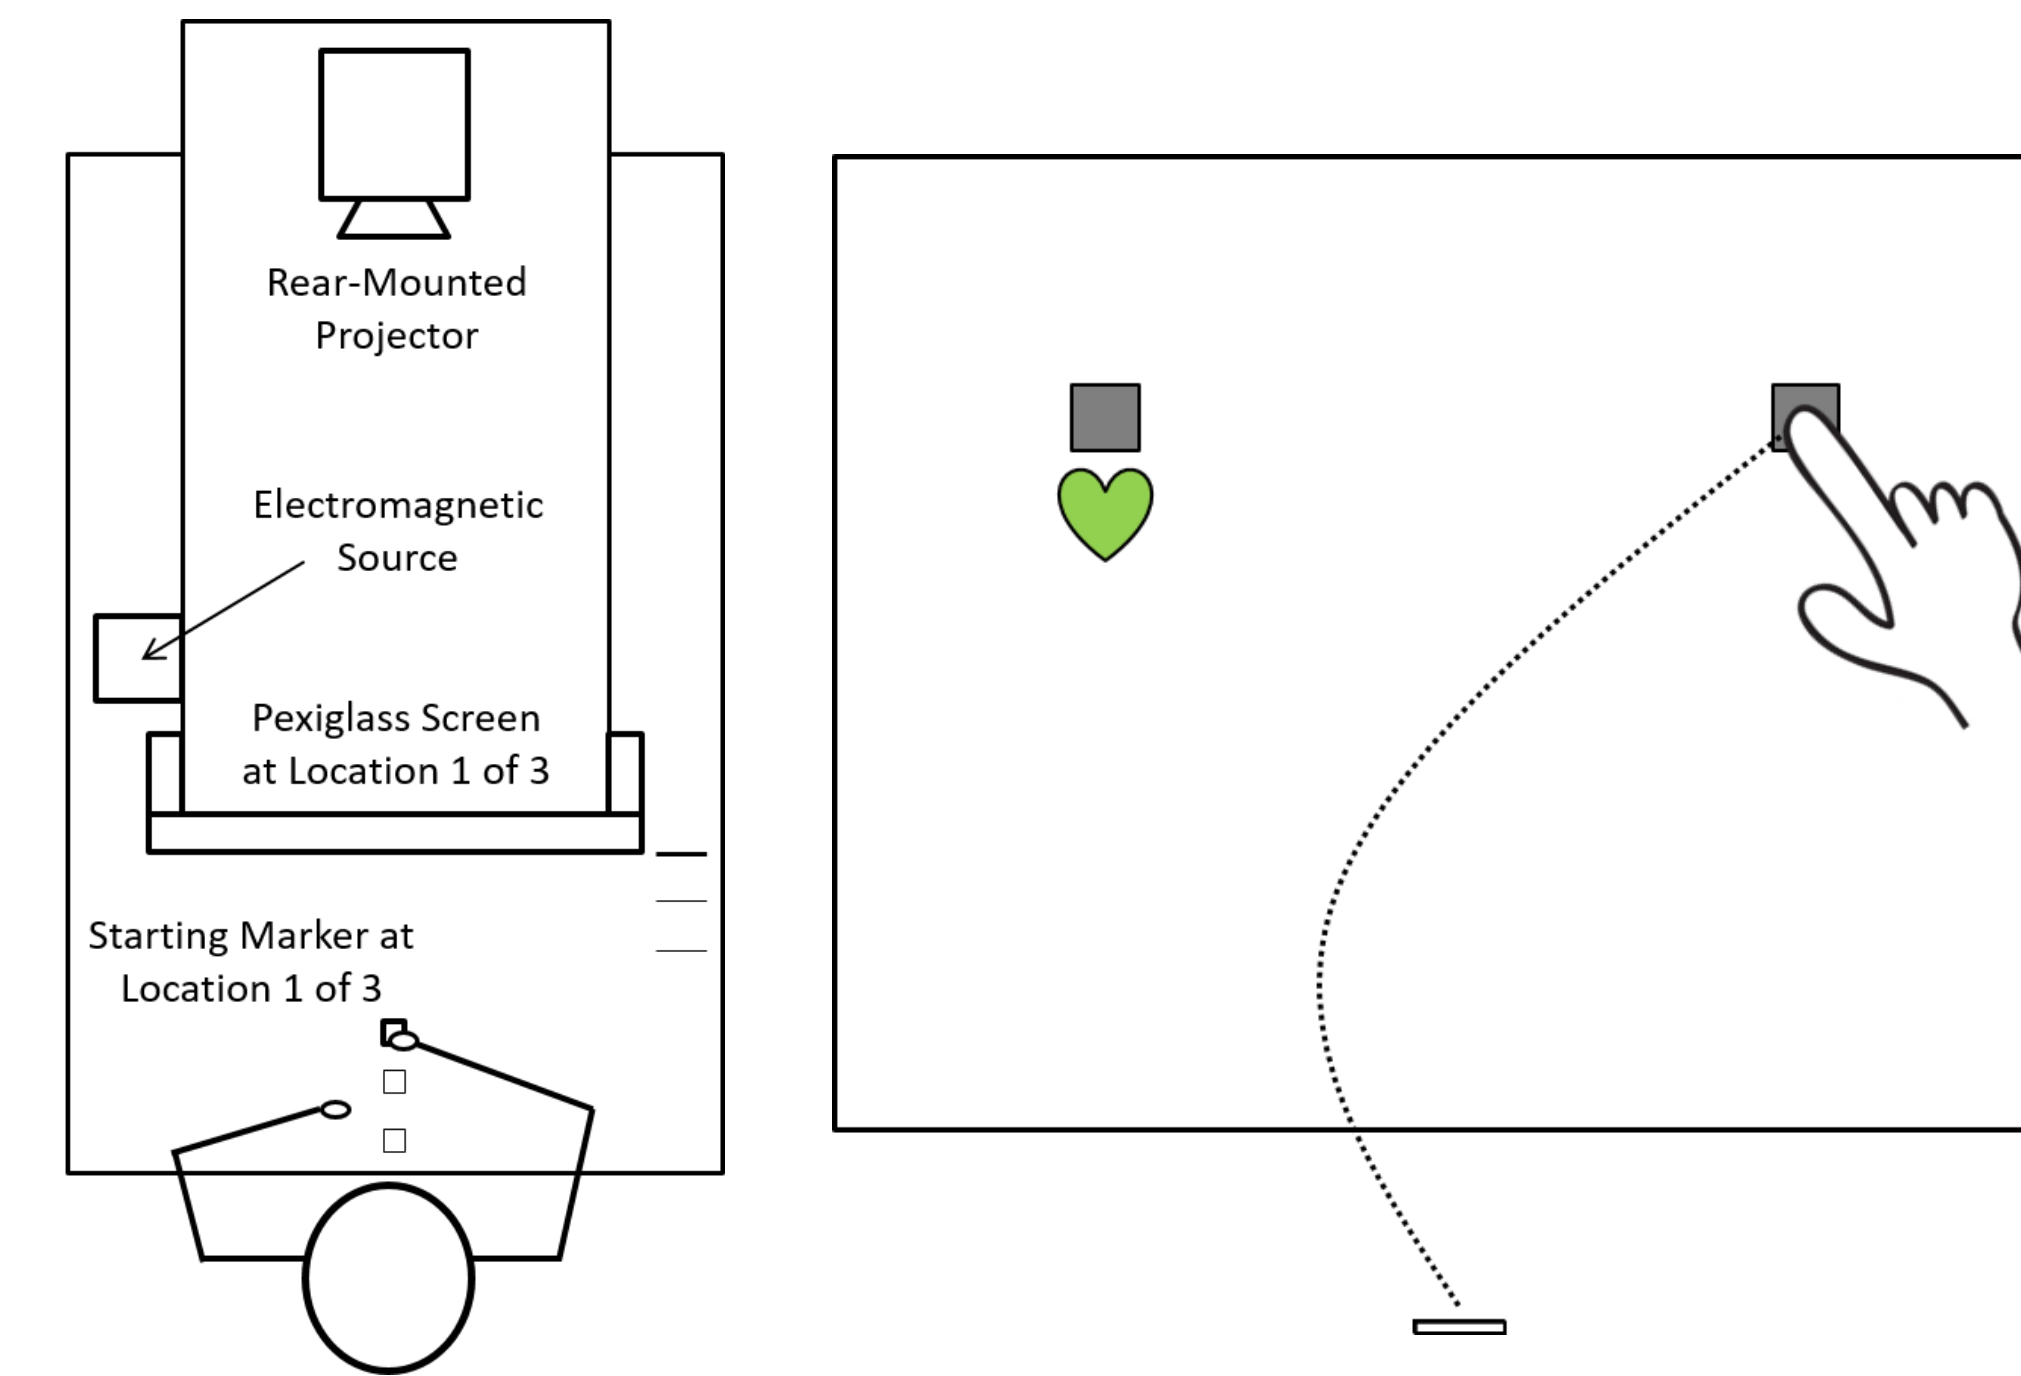 Rear-Mounted
Projector
Electromagnetic
Source
Pexiglass Screen
at Location 1 of 3
Starting Marker at
Location 1 of 3